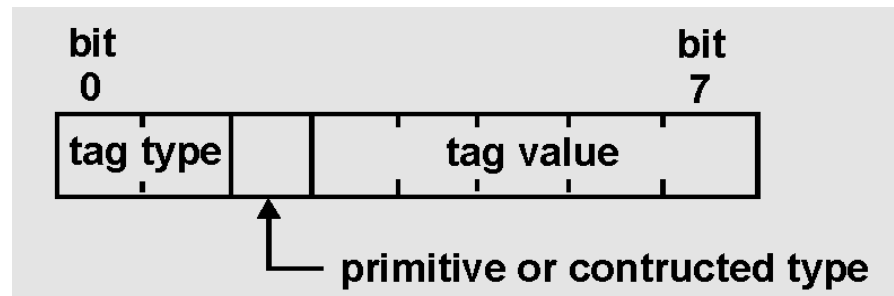 bit bit
0 7
tag type tag value
primitive or contructed type